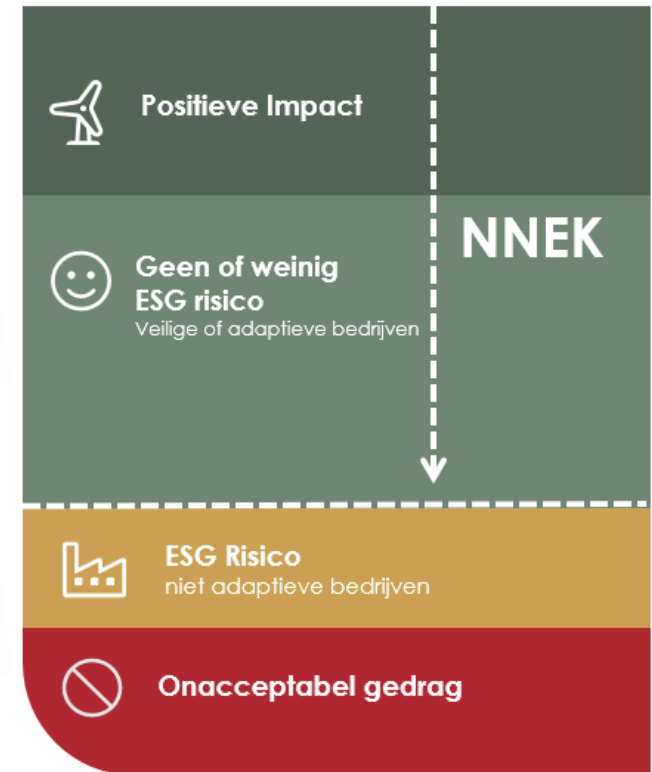 Positieve Impact
NNEK
Geen of weinig
ESG risico
Veilige of adaptieve bedrijven
ESG Risico
niet adaptieve bedrijven
Onacceptabel gedrag